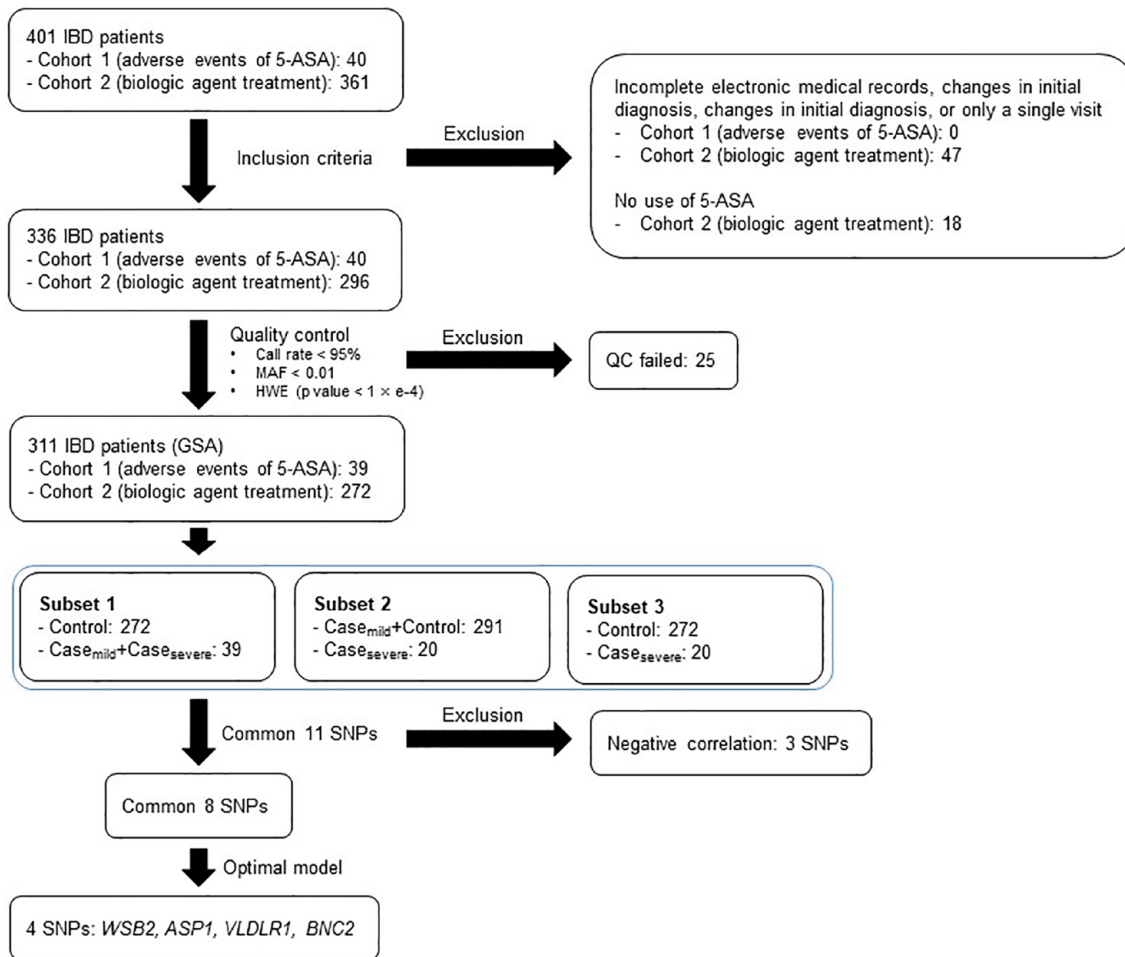 401 IBD patients
- Cohort 1 (adverse events of 5-ASA): 40
- Cohort 2 (biologic agent treatment): 361
Inclusion criteria
Exclusion
Incomplete electronic medical records, changes in initial
diagnosis, changes in initial diagnosis, or only a single visit
- Cohort 1 (adverse events of 5-ASA): 0
- Cohort 2 (biologic agent treatment): 47
No use of 5-ASA
- Cohort 2 (biologic agent treatment): 18
336 IBD patients
- Cohort 1 (adverse events of 5-ASA): 40
- Cohort 2 (biologic agent treatment): 296
Quality control
• Call rate < 95%
• MAF < 0.01
• HWE (p value < 1 × e-4)
Exclusion
QC failed: 25
311 IBD patients (GSA)
- Cohort 1 (adverse events of 5-ASA): 39
- Cohort 2 (biologic agent treatment): 272
Subset 1
- Control: 272
- Casemild+Casesevere: 39
Subset 2
- Casemild+Control: 291
- Casesevere: 20
Subset 3
- Control: 272
- Casesevere: 20
Common 11 SNPs
Exclusion
Negative correlation: 3 SNPs
Common 8 SNPs
Optimal model
4 SNPs: WSB2, ASP1, VLDLR1, BNC2